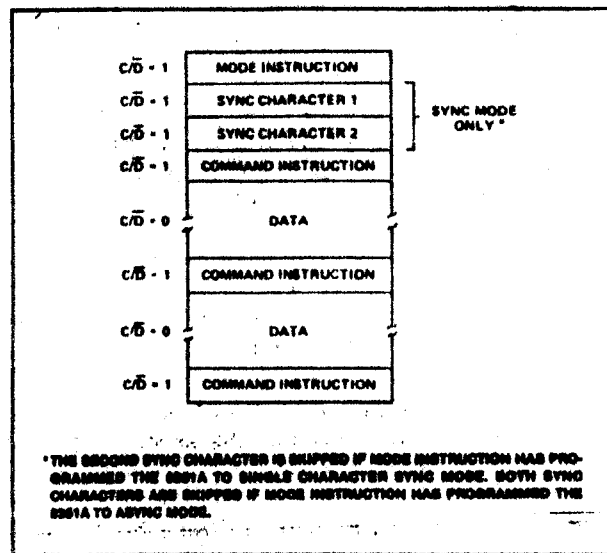 C/D̅ = 1 MODE INSTRUCTION
C/D̅ = 1 SYNC CHARACTER 1
SYNC MODE
ONLY *
C/D̅ = 1 SYNC CHARACTER 2
C/D̅ = 1 COMMAND INSTRUCTION
C/D̅ = 0 DATA
C/D̅ = 1 COMMAND INSTRUCTION
C/D̅ = 0 DATA
C/D̅ = 1 COMMAND INSTRUCTION
* THE SECOND SYNC CHARACTER IS SKIPPED IF MODE INSTRUCTION HAS PRO-
GRAMMED THE 8251A TO SINGLE CHARACTER SYNC MODE. BOTH SYNC
CHARACTERS ARE SKIPPED IF MODE INSTRUCTION HAS PROGRAMMED THE
8251A TO ASYNC MODE.